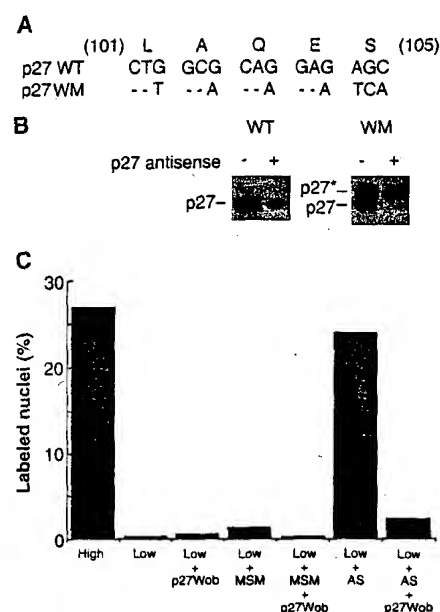 A
(101) L A Q E S (105)
p27 WT CTG GCG CAG GAG AGC
p27 WM --T --A --A --A TCA
B
WT WM
p27 antisense - + - +
p27* –
p27– p27–
C
30
20
10
0
Labeled nuclei (%)
High
Low
Low + p27Wob
Low + MSM
Low + MSM + p27Wob
Low + AS
Low + AS + p27Wob